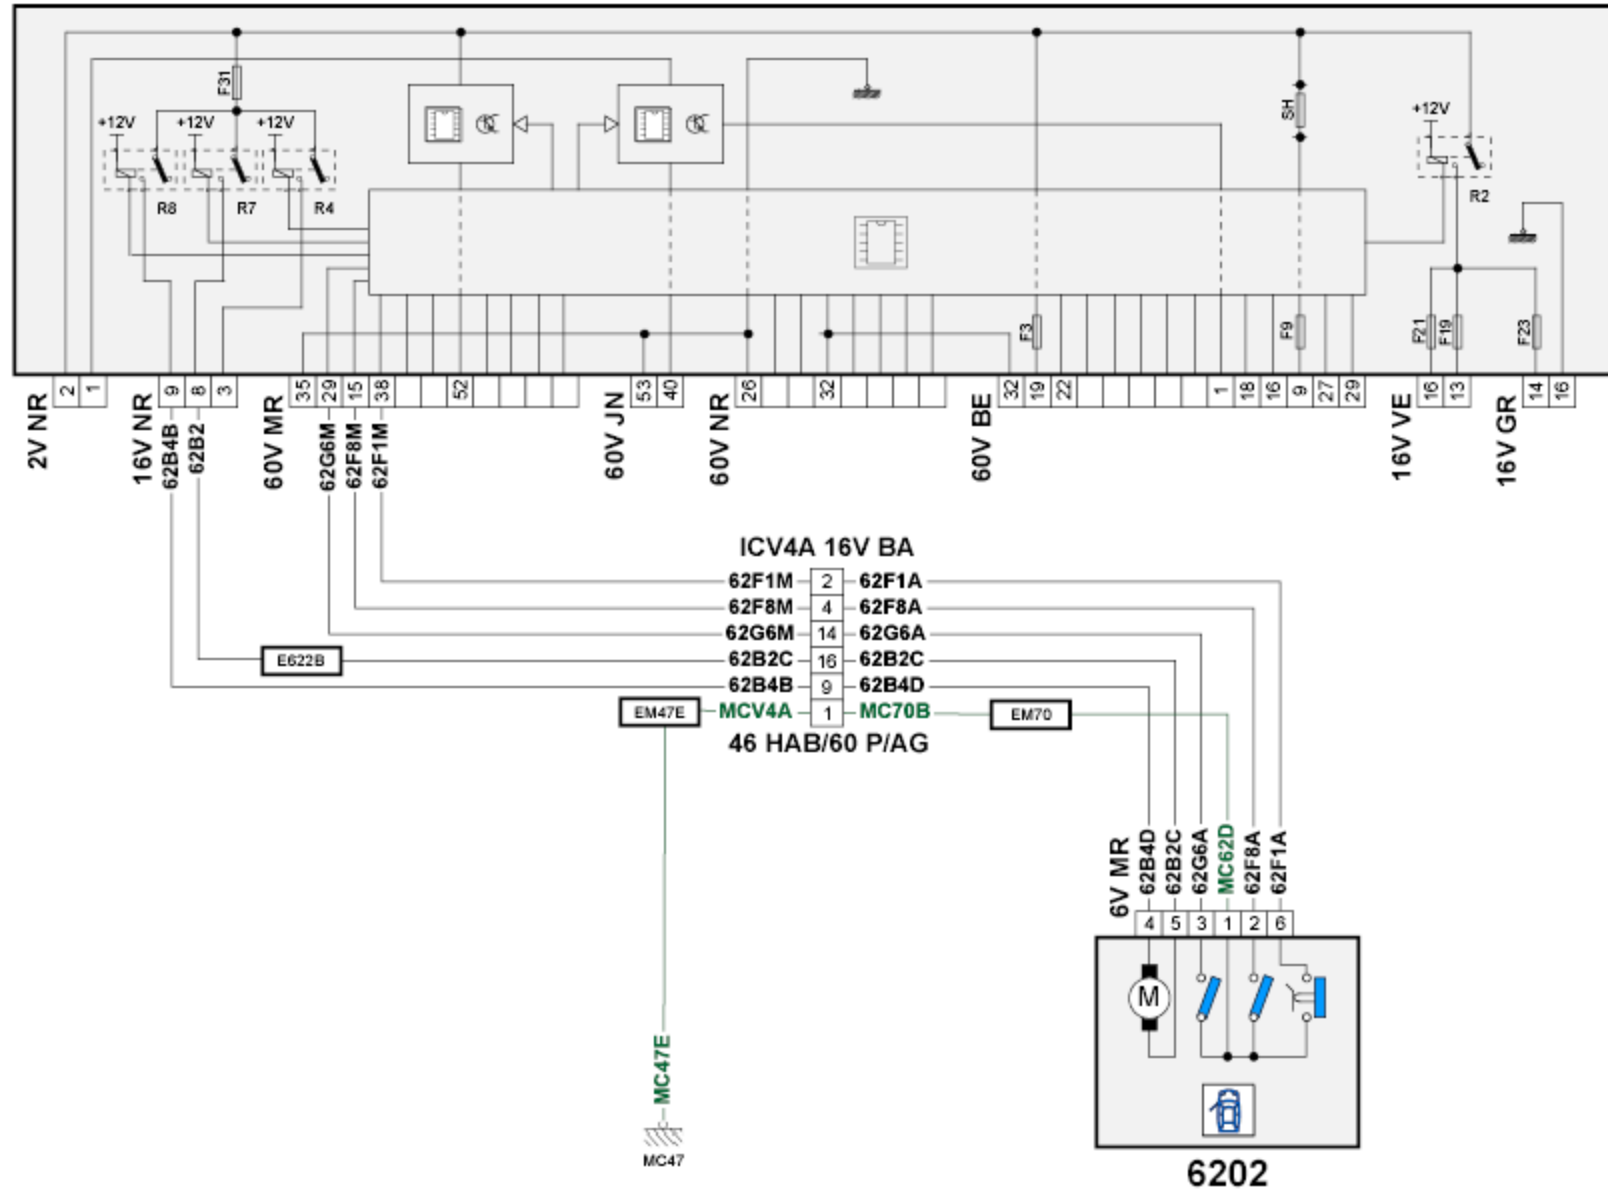 F31
SH
+12V +12V +12V
+12V
R8 R7 R4
R2
F3 F9 F21 F19 F23
2 1 9 8 3 35 29 15 38 52 53 40 26 32 32 19 22 1 18 16 9 27 29 16 13 14 16
2V NR 16V NR 60V MR 60V JN 60V NR 60V BE 16V VE 16V GR
62B4B 62B2 62G6M 62F8M 62F1M
ICV4A 16V BA
62F1M 2 62F1A
62F8M 4 62F8A
62G6M 14 62G6A
E622B 62B2C 16 62B2C
62B4B 9 62B4D
EM47E MCV4A 1 MC70B EM70
46 HAB/60 P/AG
6V MR 62B4D 62B2C 62G6A MC62D 62F8A 62F1A
4 5 3 1 2 6
M
MC47E
MC47
6202